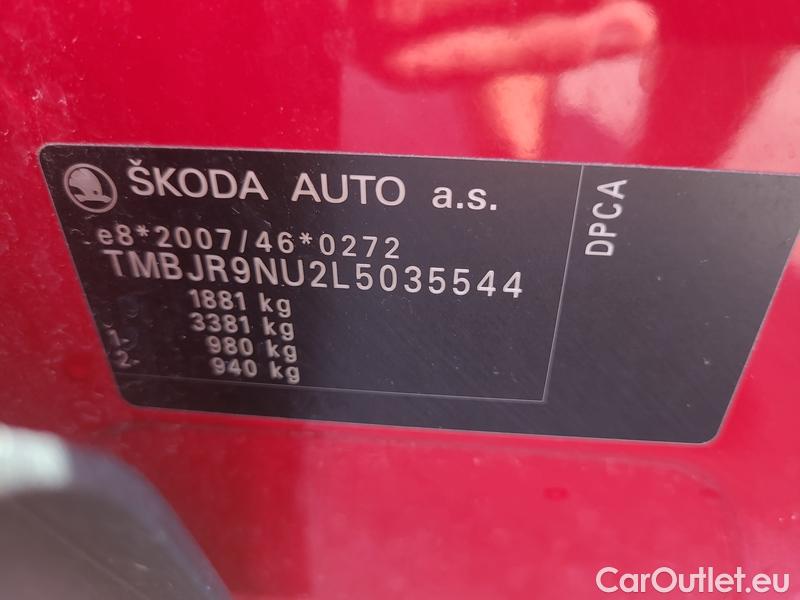 ŠKODA AUTO a.s.
e8*2007/46*0272
TMBJR9NU2L5035544
1881 kg
3381 kg
1- 980 kg
2- 940 kg
DPCA
CarOutlet.eu